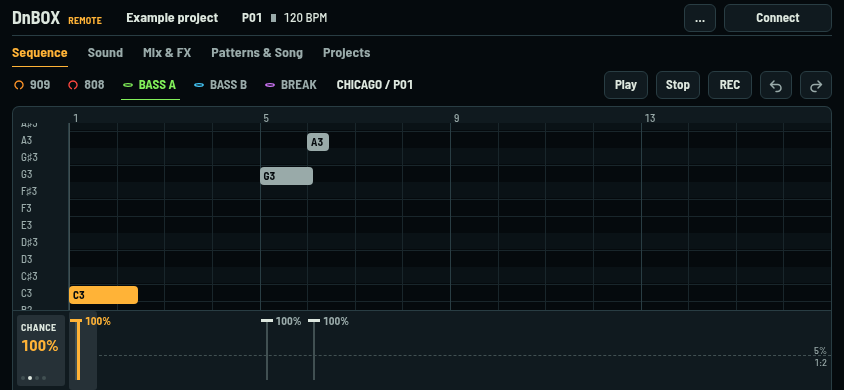 DnBOX REMOTE Example project P01 120 BPM ... Connect
Sequence Sound Mix & FX Patterns & Song Projects
909 808 BASS A BASS B BREAK CHICAGO / P01 Play Stop REC
1 5 9 13
A♯3
A3 A3
G♯3
G3 G3
F♯3
F3
E3
D♯3
D3
C♯3
C3 C3
B2
100% 100% 100%
CHANCE
100%
5%
1:2